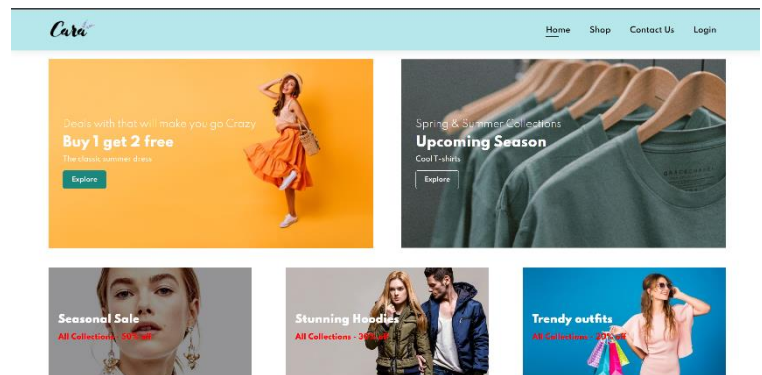 Cara
Home Shop Contact Us Login
Deals with that will make you go Crazy
Buy 1 get 2 free
The classic summer dress
Explore
Spring & Summer Collections
Upcoming Season
Cool T-shirts
Explore
Seasonal Sale
All Collections - 50% off
Stunning Hoodies
All Collections - 30% off
Trendy outfits
All Collections - 20% off